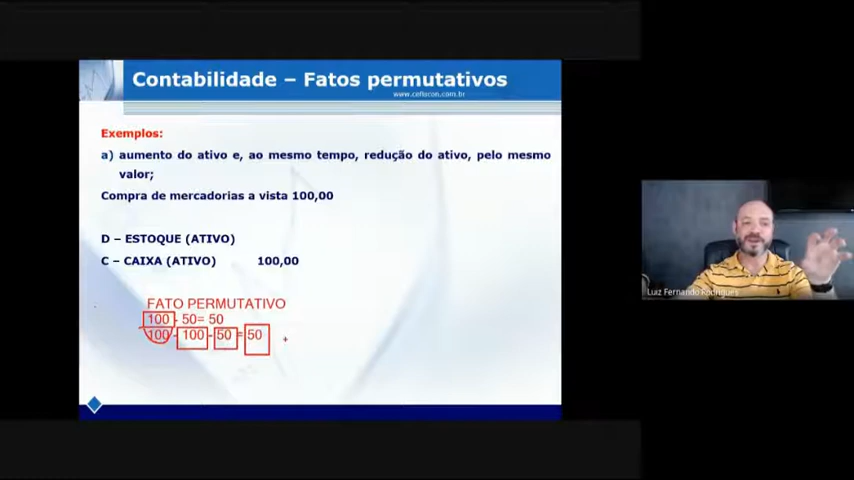 Contabilidade – Fatos permutativos
www.cefiscon.com.br
Exemplos:
a) aumento do ativo e, ao mesmo tempo, redução do ativo, pelo mesmo
valor;
Compra de mercadorias a vista 100,00
D – ESTOQUE (ATIVO)
C – CAIXA (ATIVO) 100,00
FATO PERMUTATIVO
100 - 50= 50
100 - 100 - 50 = 50
Luiz Fernando Rodrigues